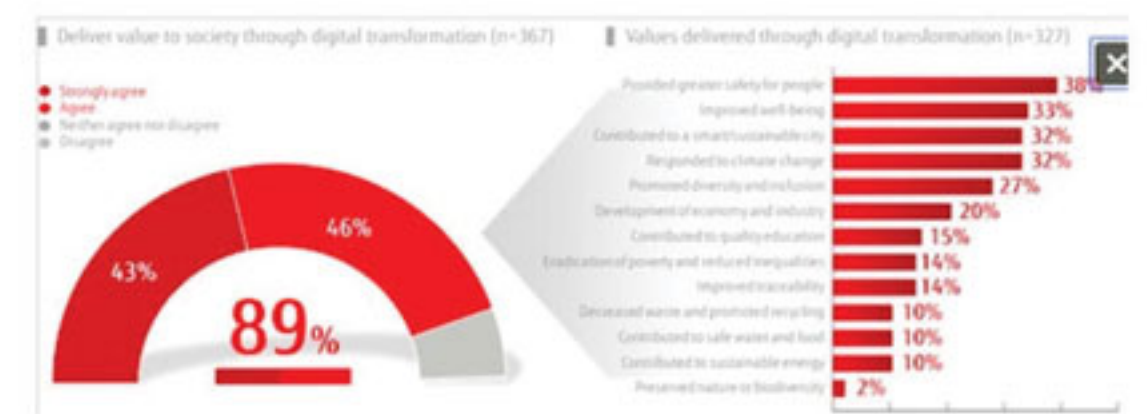 Deliver value to society through digital transformation (n=367)
Strongly agree
Agree
Neither agree nor disagree
Disagree
43%
46%
89%
Values delivered through digital transformation (n=327)
Provided greater safety for people 38%
Improved well-being 33%
Contributed to a smart/sustainable city 32%
Responded to climate change 32%
Promoted diversity and inclusion 27%
Development of economy and industry 20%
Contributed to quality education 15%
Eradication of poverty and reduced inequalities 14%
Improved traceability 14%
Decreased waste and promoted recycling 10%
Contributed to safe water and food 10%
Contributed to sustainable energy 10%
Preserved nature or biodiversity 2%